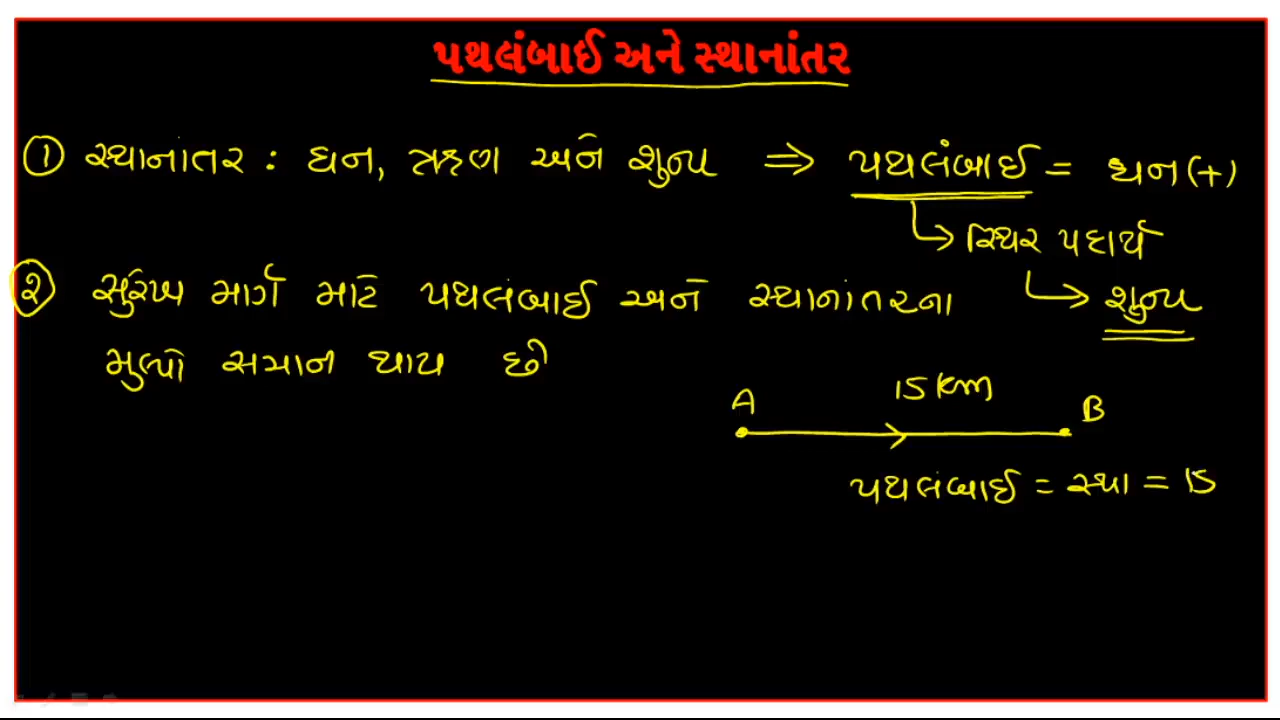 પથલંબાઈ અને સ્થાનાંતર
① સ્થાનાંતર : ધન, ઋણ અને શૂન્ય ⇒ પથલંબાઈ = ધન(+)
→ સ્થિર પદાર્થ
② સુરેખ માર્ગ માટે પથલંબાઈ અને સ્થાનાંતરના → શૂન્ય
મુલ્યો સમાન થાય છે
15 km
A B
પથલંબાઈ = સ્થા = 15